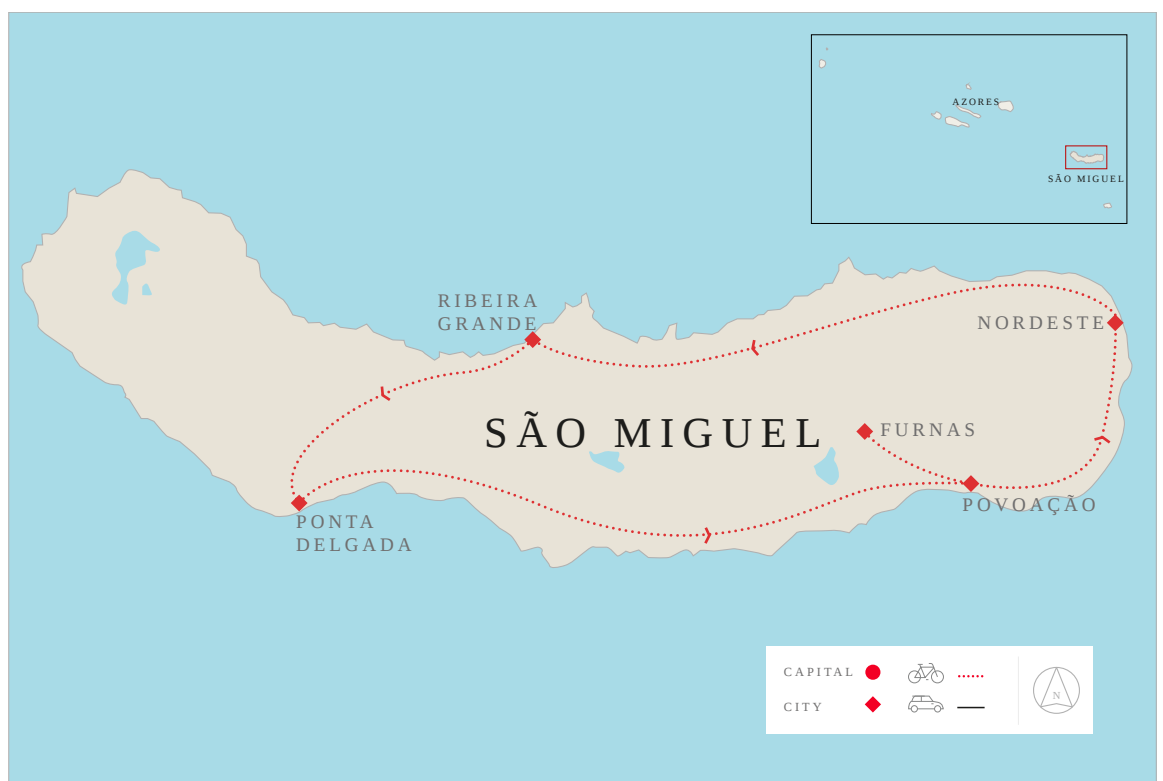 AZORES
SÃO MIGUEL
RIBEIRA
GRANDE
NORDESTE
SÃO MIGUEL
FURNAS
POVOAÇÃO
PONTA
DELGADA
CAPITAL
CITY
N